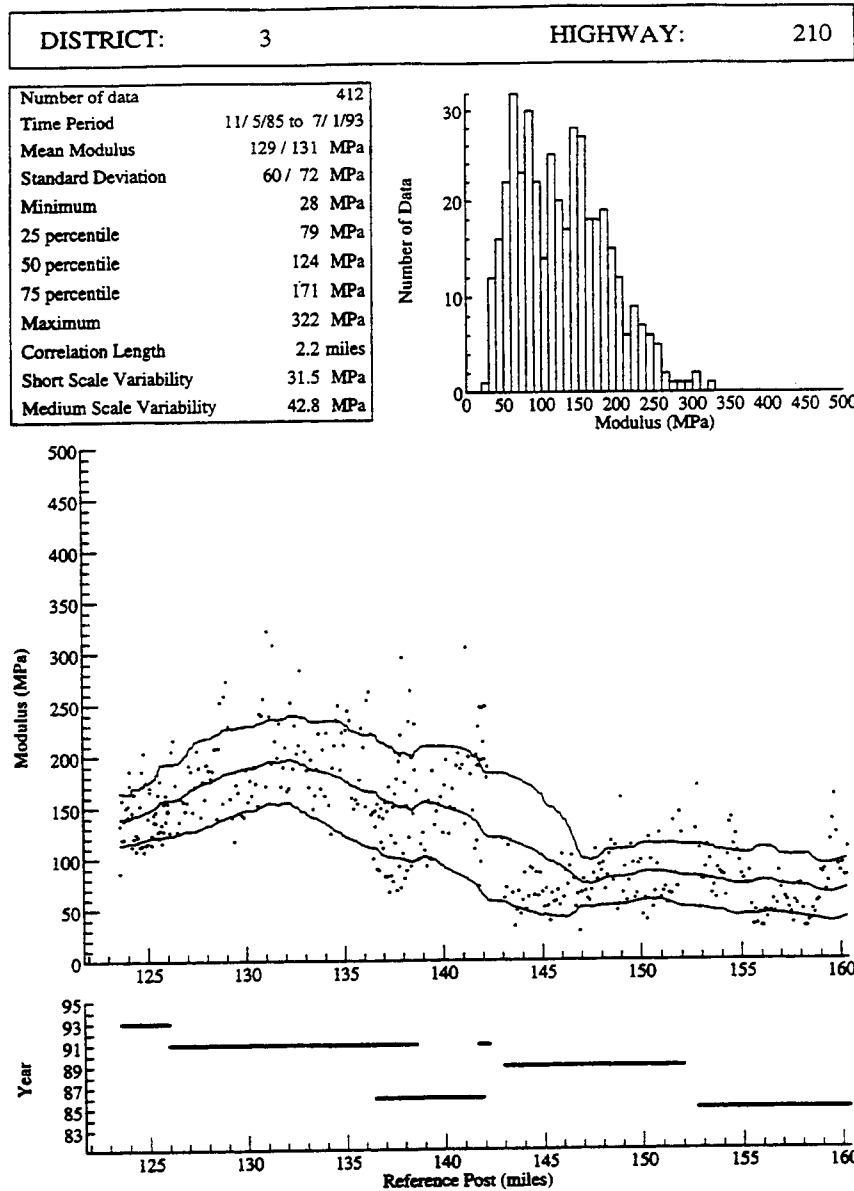 DISTRICT: 3 HIGHWAY: 210
Number of data 412
Time Period 11/ 5/85 to 7/ 1/93
Mean Modulus 129 / 131 MPa
Standard Deviation 60 / 72 MPa
Minimum 28 MPa
25 percentile 79 MPa
50 percentile 124 MPa
75 percentile 171 MPa
Maximum 322 MPa
Correlation Length 2.2 miles
Short Scale Variability 31.5 MPa
Medium Scale Variability 42.8 MPa
Number of Data
30
20
10
0
0 50 100 150 200 250 300 350 400 450 500
Modulus (MPa)
Modulus (MPa)
500
450
400
350
300
250
200
150
100
50
0
125 130 135 140 145 150 155 160
Year
95
93
91
89
87
85
83
125 130 135 140 145 150 155 160
Reference Post (miles)